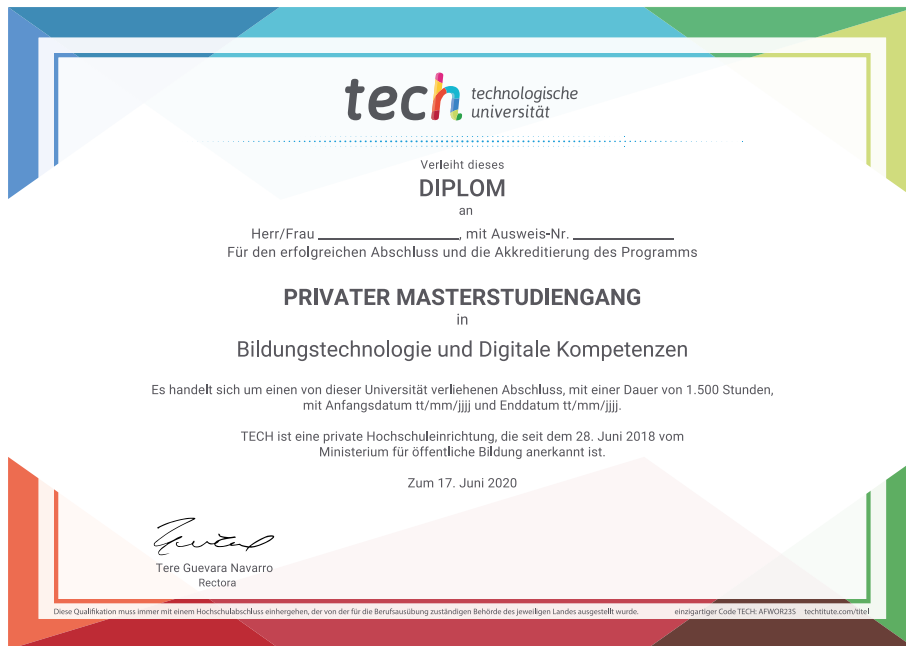 tech technologische
universität
Verleiht dieses
DIPLOM
an
Herr/Frau ____________________, mit Ausweis-Nr. ______________
Für den erfolgreichen Abschluss und die Akkreditierung des Programms
PRIVATER MASTERSTUDIENGANG
in
Bildungstechnologie und Digitale Kompetenzen
Es handelt sich um einen von dieser Universität verliehenen Abschluss, mit einer Dauer von 1.500 Stunden,
mit Anfangsdatum tt/mm/jjjj und Enddatum tt/mm/jjjj.
TECH ist eine private Hochschuleinrichtung, die seit dem 28. Juni 2018 vom
Ministerium für öffentliche Bildung anerkannt ist.
Zum 17. Juni 2020
Tere Guevara Navarro
Rectora
Diese Qualifikation muss immer mit einem Hochschulabschluss einhergehen, der von der für die Berufsausübung zuständigen Behörde des jeweiligen Landes ausgestellt wurde. einzigartiger Code TECH: AFWOR23S techtitute.com/titel